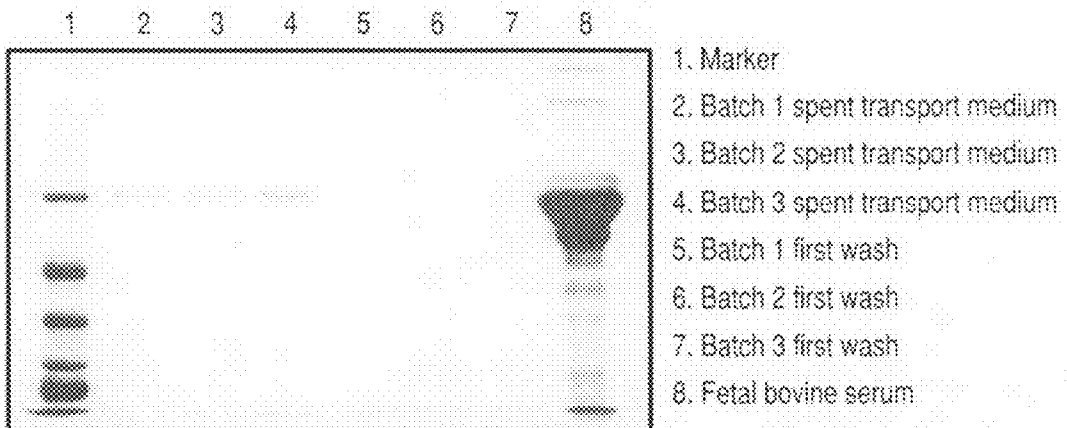 1 2 3 4 5 6 7 8
1. Marker
2. Batch 1 spent transport medium
3. Batch 2 spent transport medium
4. Batch 3 spent transport medium
5. Batch 1 first wash
6. Batch 2 first wash
7. Batch 3 first wash
8. Fetal bovine serum